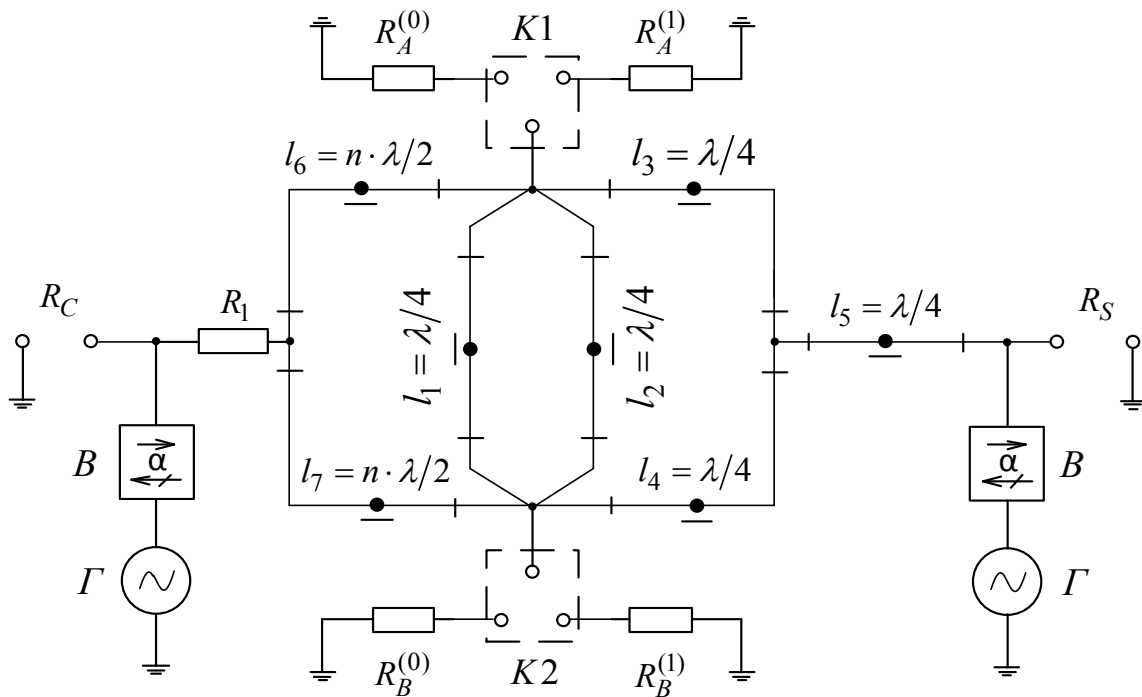 R_A^(0) K1 R_A^(1)
l_6 = n · λ/2 l_3 = λ/4
R_C R_1 l_1 = λ/4 l_2 = λ/4 l_5 = λ/4 R_S
B α α B
l_7 = n · λ/2 l_4 = λ/4
Г Г
R_B^(0) K2 R_B^(1)